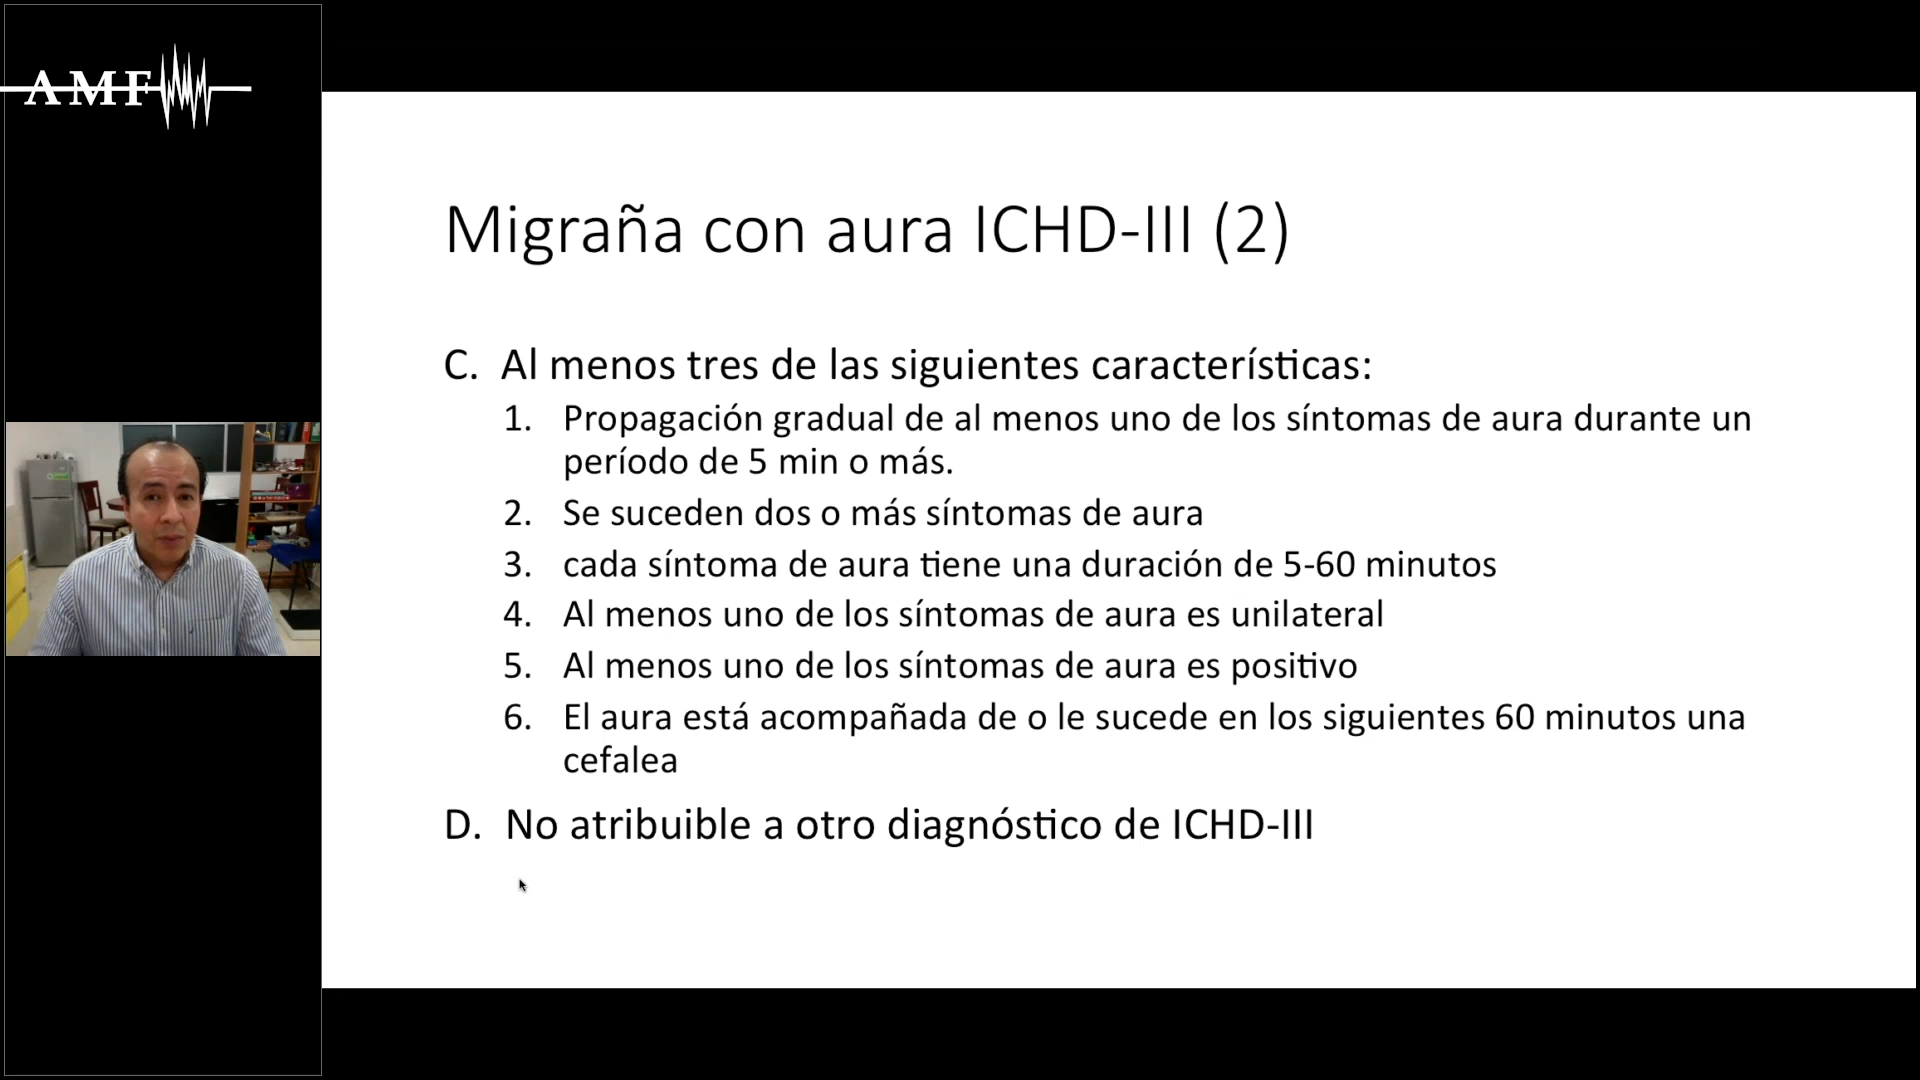 AMF
Migraña con aura ICHD-III (2)
C. Al menos tres de las siguientes características:
1. Propagación gradual de al menos uno de los síntomas de aura durante un
período de 5 min o más.
2. Se suceden dos o más síntomas de aura
3. cada síntoma de aura tiene una duración de 5-60 minutos
4. Al menos uno de los síntomas de aura es unilateral
5. Al menos uno de los síntomas de aura es positivo
6. El aura está acompañada de o le sucede en los siguientes 60 minutos una
cefalea
D. No atribuible a otro diagnóstico de ICHD-III